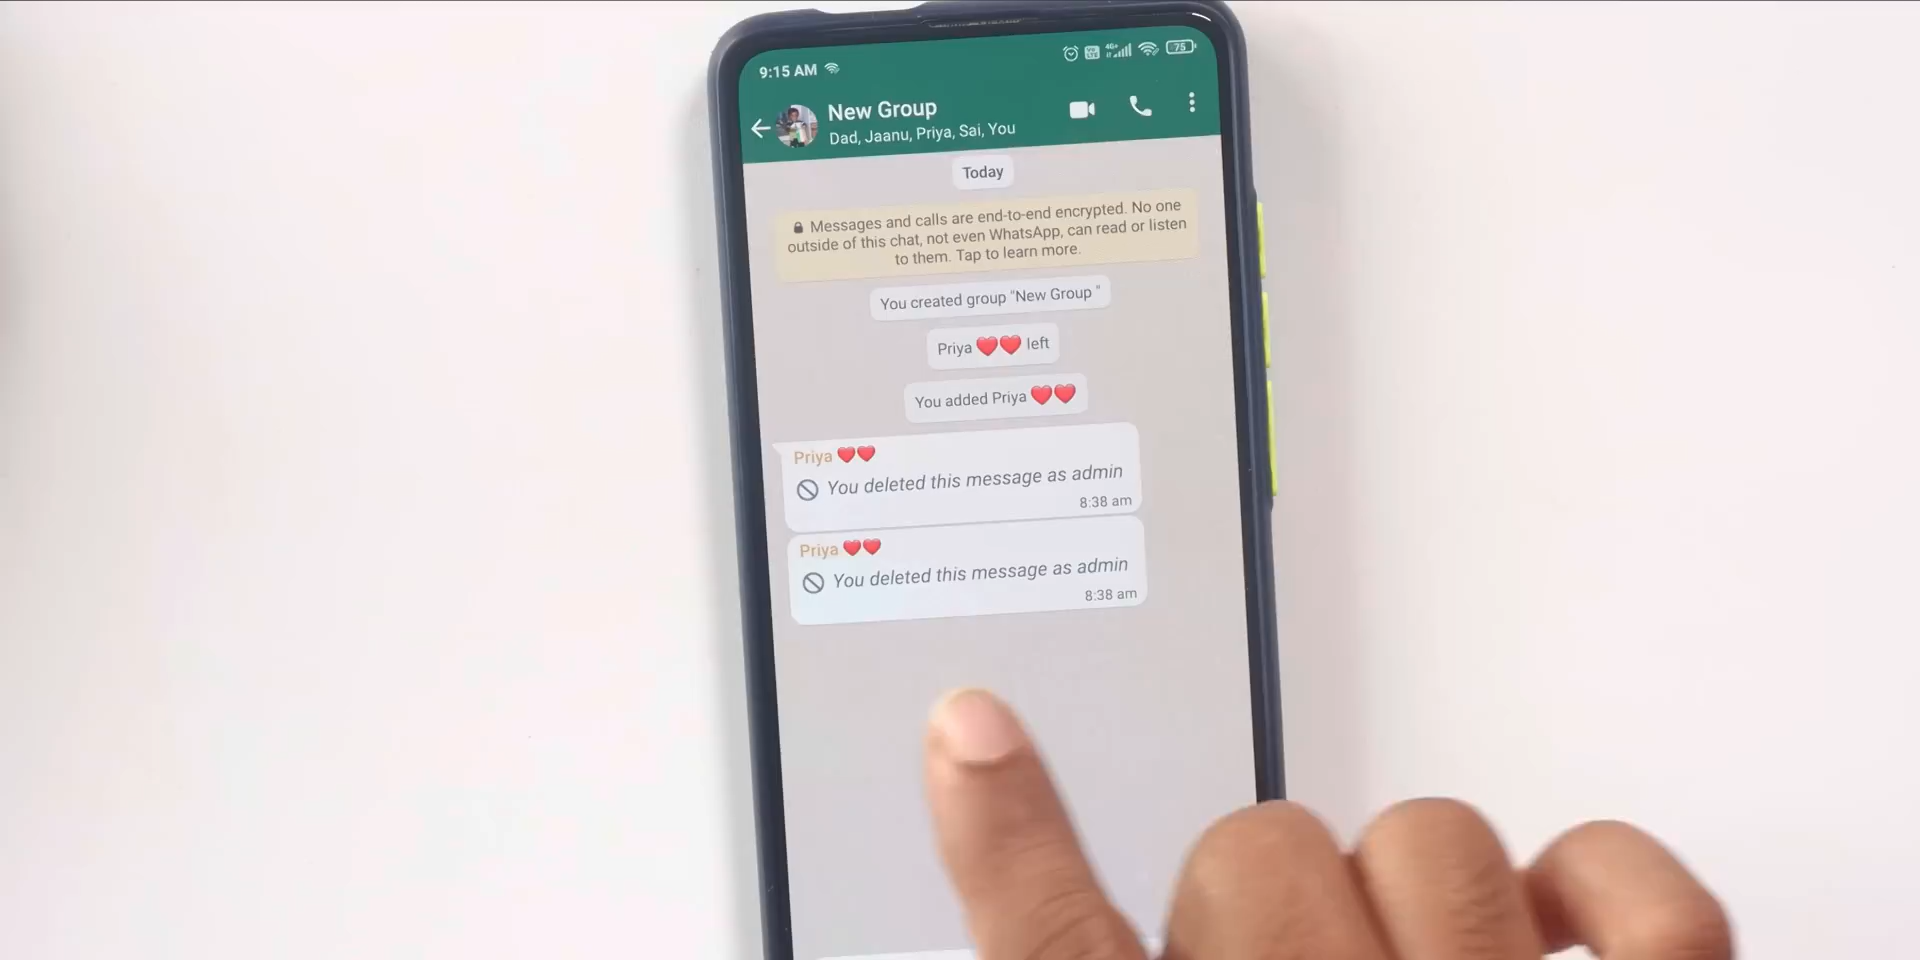 9:15 AM 4G+ 75
New Group
Dad, Jaanu, Priya, Sai, You
Today
Messages and calls are end-to-end encrypted. No one
outside of this chat, not even WhatsApp, can read or listen
to them. Tap to learn more.
You created group "New Group "
Priya ❤️❤️ left
You added Priya ❤️❤️
Priya ❤️❤️
You deleted this message as admin
8:38 am
Priya ❤️❤️
You deleted this message as admin
8:38 am